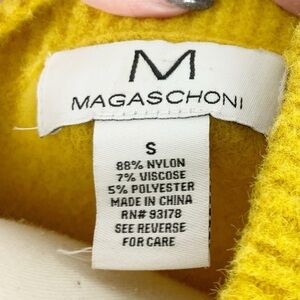 M
MAGASCHONI
S
88% NYLON
7% VISCOSE
5% POLYESTER
MADE IN CHINA
RN# 93178
SEE REVERSE
FOR CARE